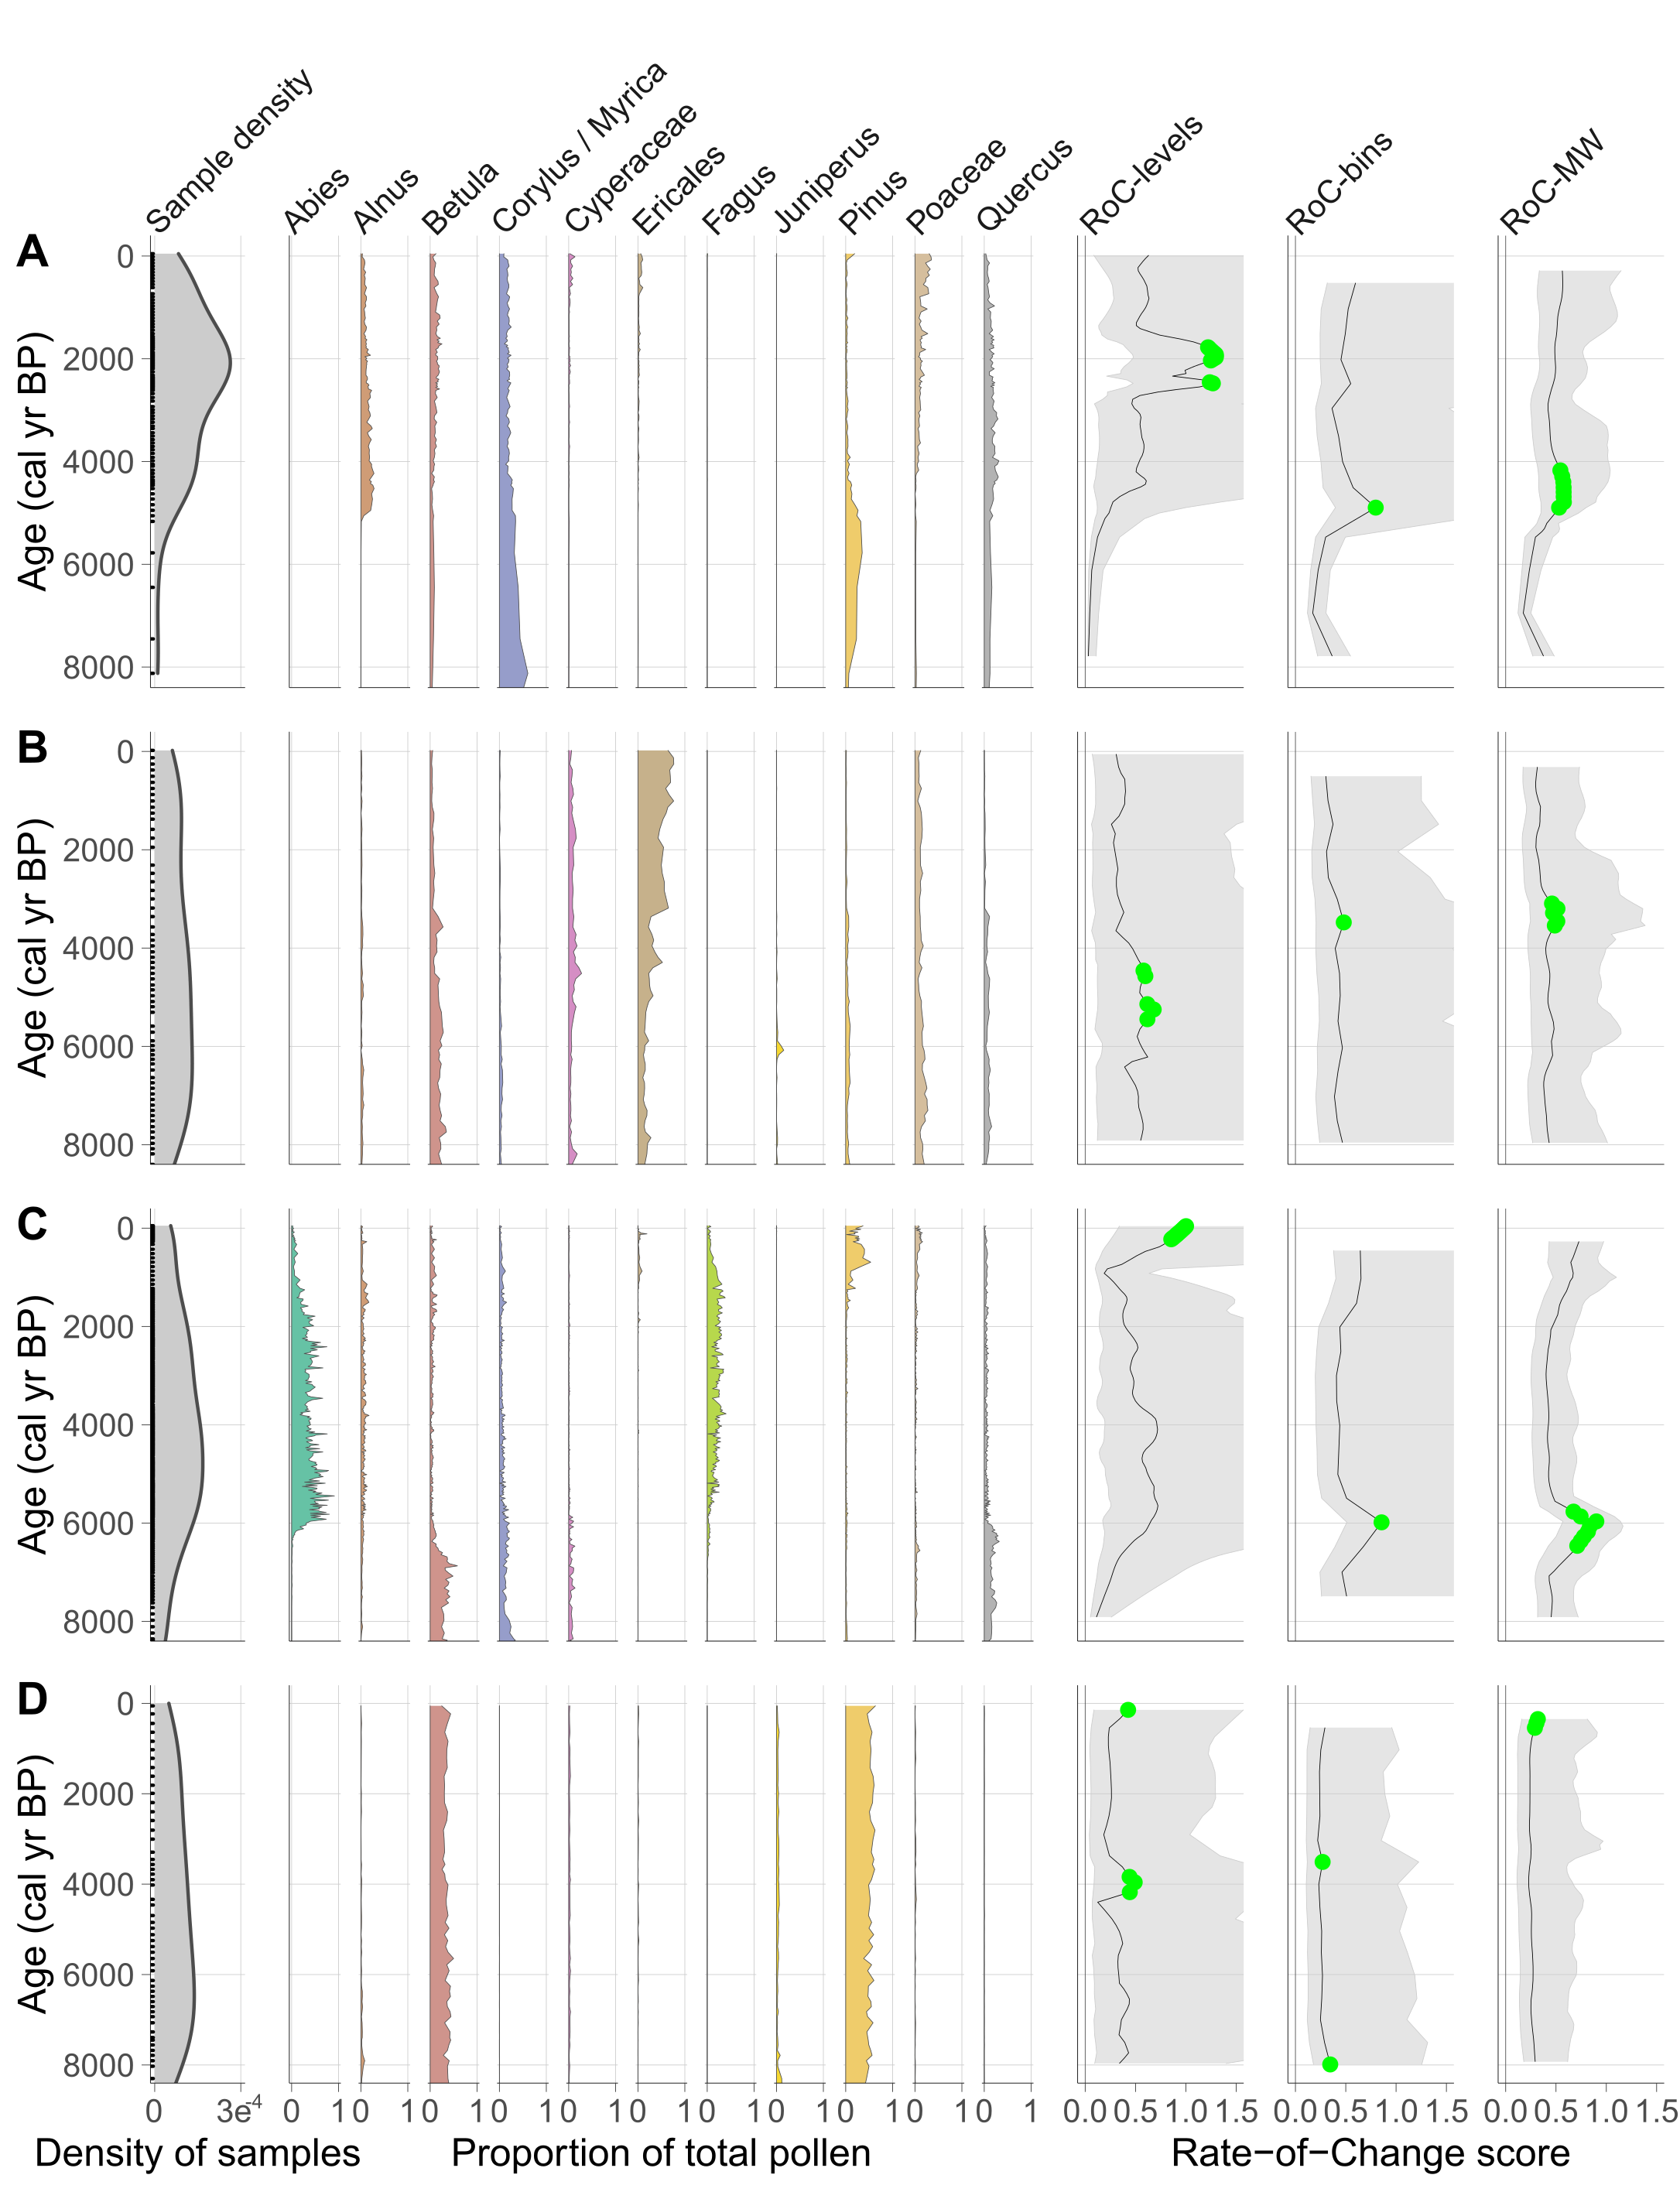 Sample density
Abies
Alnus
Betula
Corylus / Myrica
Cyperaceae
Ericales
Fagus
Juniperus
Pinus
Poaceae
Quercus
RoC-levels
RoC-bins
RoC-MW
A
Age (cal yr BP)
0
2000
4000
6000
8000
B
Age (cal yr BP)
0
2000
4000
6000
8000
C
Age (cal yr BP)
0
2000
4000
6000
8000
D
Age (cal yr BP)
0
2000
4000
6000
8000
0 3e-4 0 1 0 1 0 1 0 1 0 1 0 1 0 1 0 1 0 1 0 1 0 1 0.0 0.5 1.0 1.5 0.0 0.5 1.0 1.5 0.0 0.5 1.0 1.5
Density of samples Proportion of total pollen Rate−of−Change score